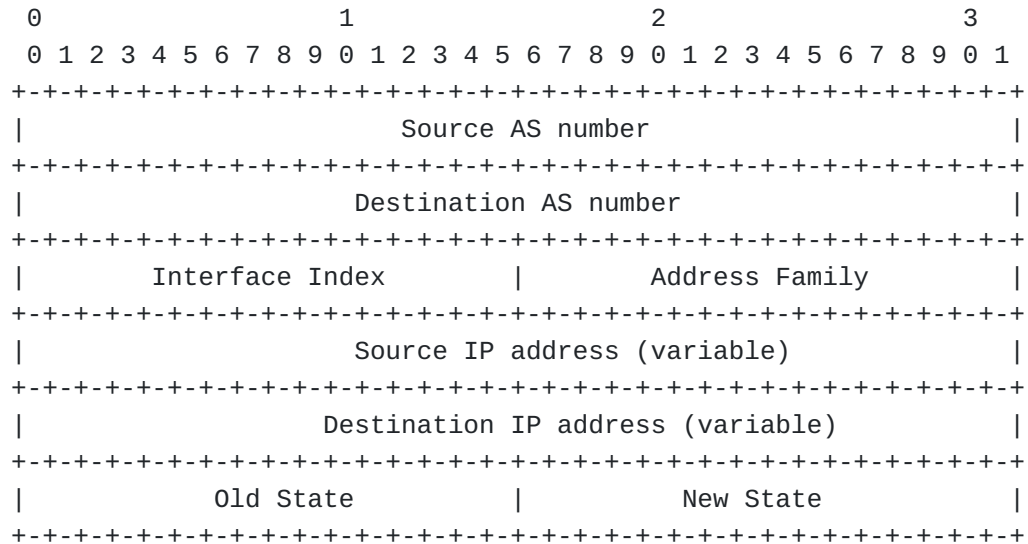 0                   1                   2                   3
 0 1 2 3 4 5 6 7 8 9 0 1 2 3 4 5 6 7 8 9 0 1 2 3 4 5 6 7 8 9 0 1
+-+-+-+-+-+-+-+-+-+-+-+-+-+-+-+-+-+-+-+-+-+-+-+-+-+-+-+-+-+-+-+-+
|                        Source AS number                       |
+-+-+-+-+-+-+-+-+-+-+-+-+-+-+-+-+-+-+-+-+-+-+-+-+-+-+-+-+-+-+-+-+
|                     Destination AS number                     |
+-+-+-+-+-+-+-+-+-+-+-+-+-+-+-+-+-+-+-+-+-+-+-+-+-+-+-+-+-+-+-+-+
|        Interface Index        |        Address Family         |
+-+-+-+-+-+-+-+-+-+-+-+-+-+-+-+-+-+-+-+-+-+-+-+-+-+-+-+-+-+-+-+-+
|                     Source IP address (variable)              |
+-+-+-+-+-+-+-+-+-+-+-+-+-+-+-+-+-+-+-+-+-+-+-+-+-+-+-+-+-+-+-+-+
|                   Destination IP address (variable)           |
+-+-+-+-+-+-+-+-+-+-+-+-+-+-+-+-+-+-+-+-+-+-+-+-+-+-+-+-+-+-+-+-+
|            Old State          |          New State            |
+-+-+-+-+-+-+-+-+-+-+-+-+-+-+-+-+-+-+-+-+-+-+-+-+-+-+-+-+-+-+-+-+